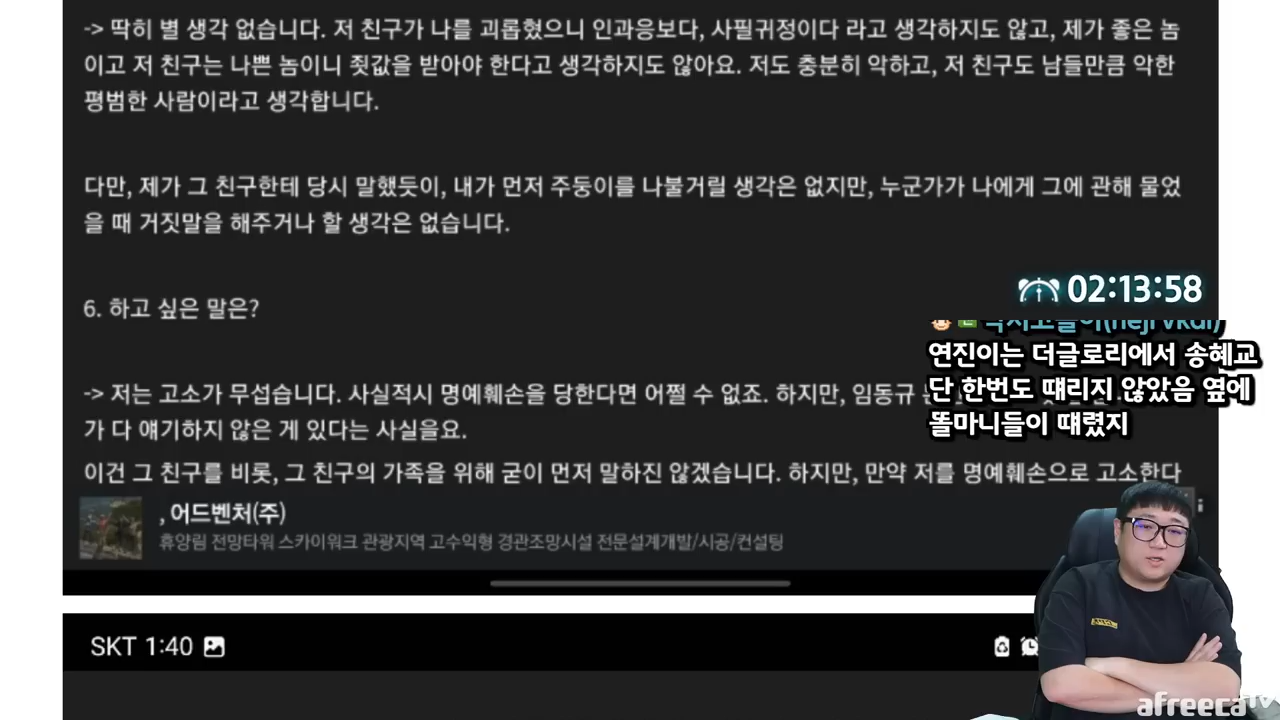 -> 딱히 별 생각 없습니다. 저 친구가 나를 괴롭혔으니 인과응보다, 사필귀정이다 라고 생각하지도 않고, 제가 좋은 놈
이고 저 친구는 나쁜 놈이니 죗값을 받아야 한다고 생각하지도 않아요. 저도 충분히 악하고, 저 친구도 남들만큼 악한
평범한 사람이라고 생각합니다.
다만, 제가 그 친구한테 당시 말했듯이, 내가 먼저 주둥이를 나불거릴 생각은 없지만, 누군가가 나에게 그에 관해 물었
을 때 거짓말을 해주거나 할 생각은 없습니다.
02:13:58
6. 하고 싶은 말은?
연진이는 더글로리에서 송혜교
단 한번도 떄리지 않았음 옆에
똘마니들이 떄렸지
-> 저는 고소가 무섭습니다. 사실적시 명예훼손을 당한다면 어쩔 수 없죠. 하지만, 임동규
가 다 얘기하지 않은 게 있다는 사실을요.
이건 그 친구를 비롯, 그 친구의 가족을 위해 굳이 먼저 말하진 않겠습니다. 하지만, 만약 저를 명예훼손으로 고소한다
, 어드벤처(주)
휴양림 전망타워 스카이워크 관광지역 고수익형 경관조망시설 전문설계개발/시공/컨설팅
SKT 1:40
afreecaTV